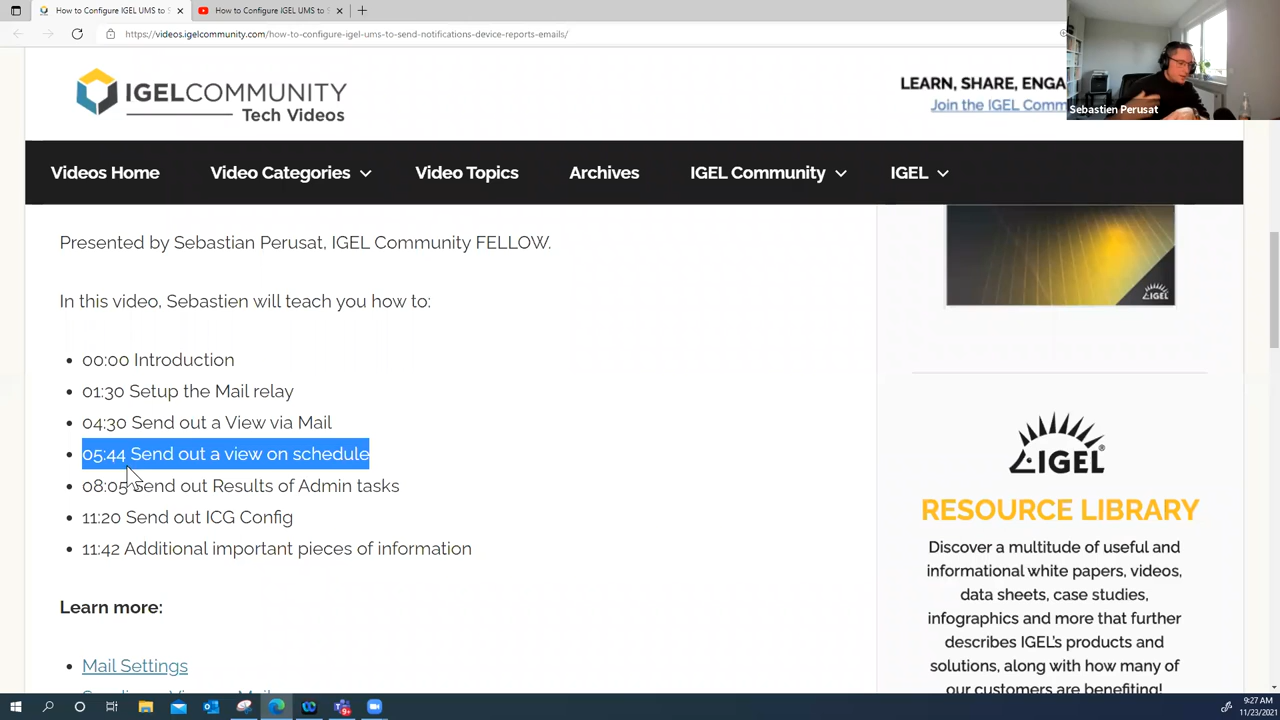 How to Configure IGEL UMS to S
How to Configure IGEL UMS to S
https://videos.igelcommunity.com/how-to-configure-igel-ums-to-send-notifications-device-reports-emails/
IGELCOMMUNITY
Tech Videos
LEARN, SHARE, ENGA
Join the IGEL Comm
Sebastien Perusat
Videos Home
Video Categories
Video Topics
Archives
IGEL Community
IGEL
Presented by Sebastian Perusat, IGEL Community FELLOW.
In this video, Sebastien will teach you how to:
00:00 Introduction
01:30 Setup the Mail relay
04:30 Send out a View via Mail
05:44 Send out a view on schedule
08:05 Send out Results of Admin tasks
11:20 Send out ICG Config
11:42 Additional important pieces of information
Learn more:
Mail Settings
IGEL
IGEL
RESOURCE LIBRARY
Discover a multitude of useful and
informational white papers, videos,
data sheets, case studies,
infographics and more that further
describes IGEL's products and
solutions, along with how many of
our customers are benefiting!
9:27 AM
11/23/2021